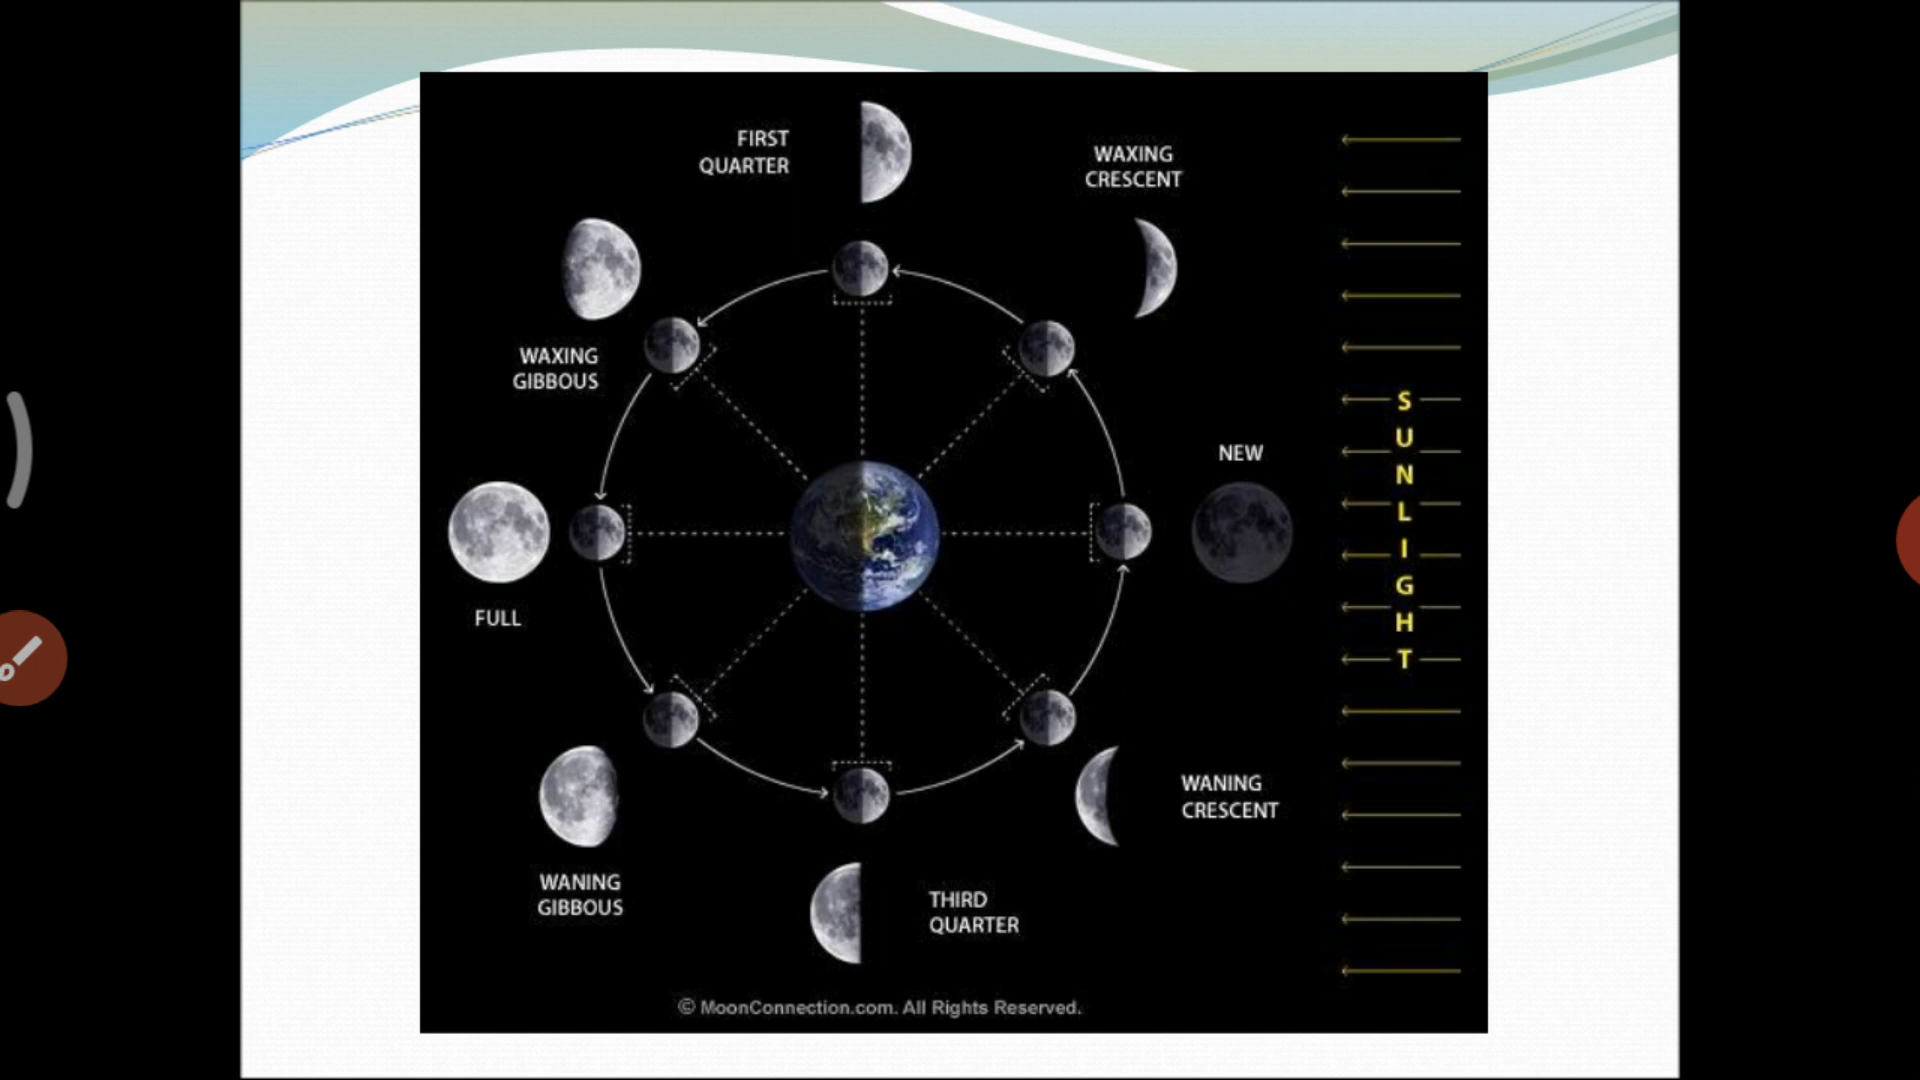 FIRST
QUARTER
WAXING
CRESCENT
WAXING
GIBBOUS
NEW
SUNLIGHT
FULL
WANING
CRESCENT
WANING
GIBBOUS
THIRD
QUARTER
© MoonConnection.com. All Rights Reserved.